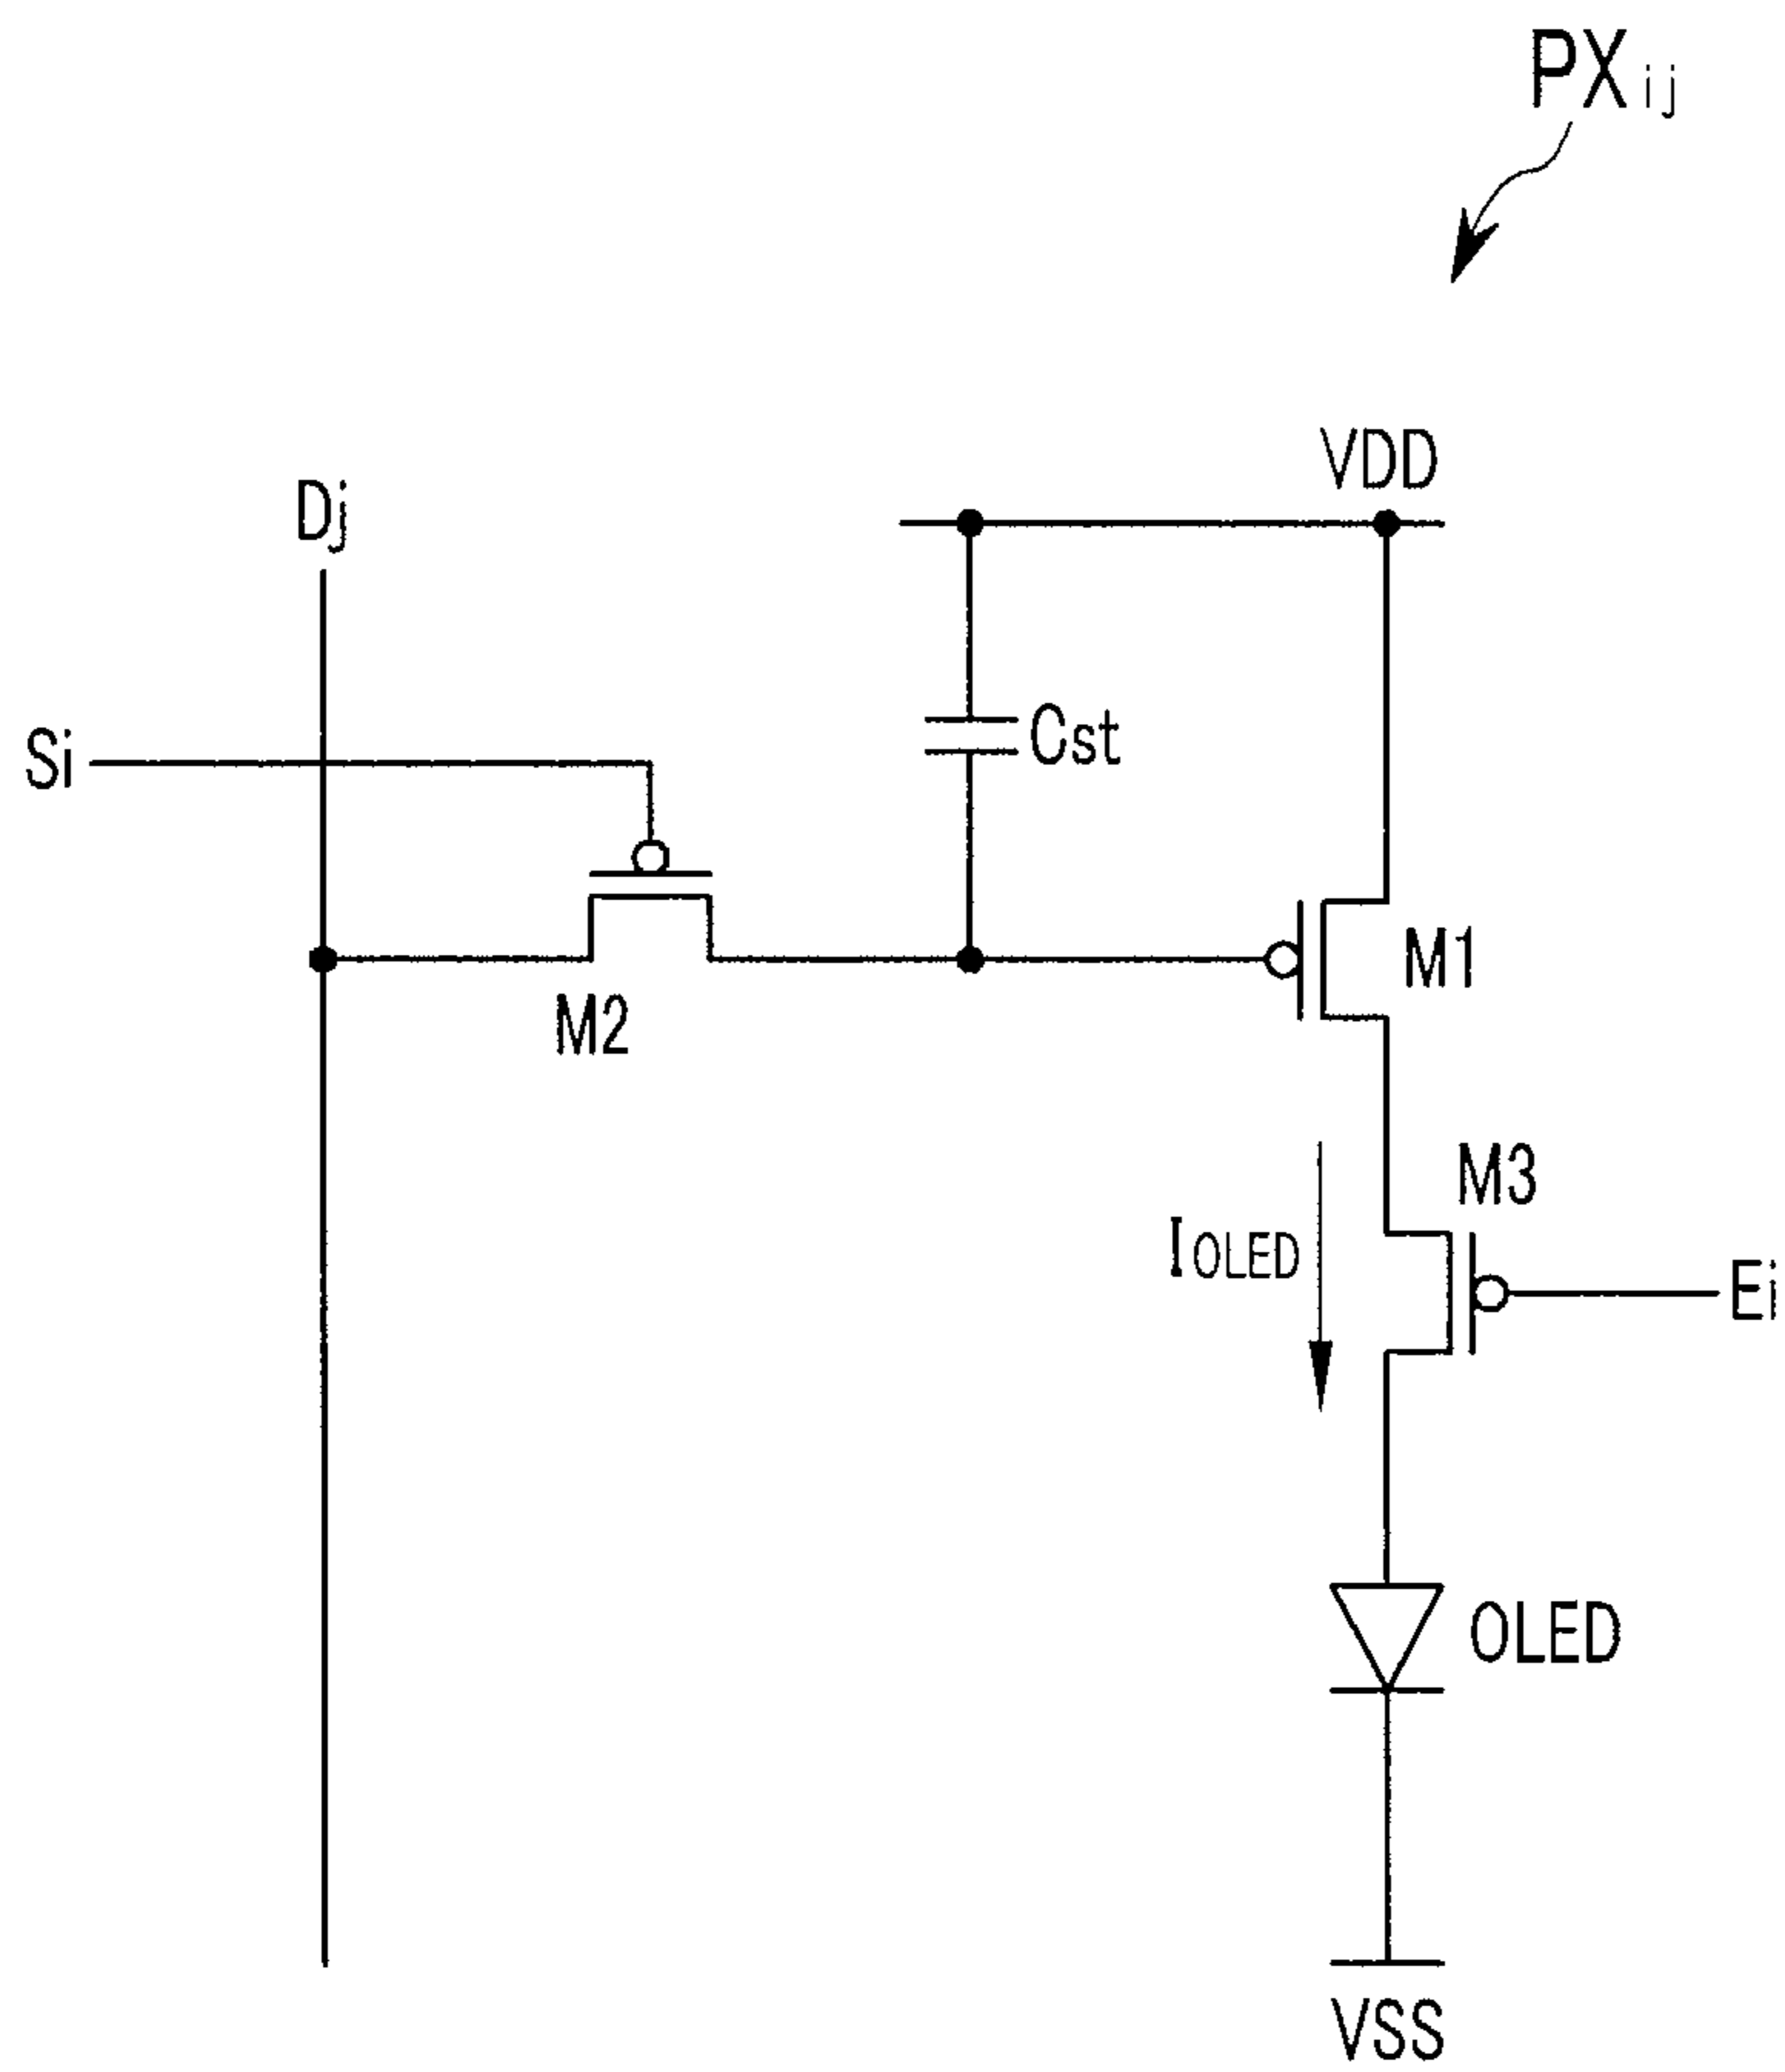 PXij
VDD
Dj
Cst
Si
M1
M2
M3
IOLED
Ei
OLED
VSS